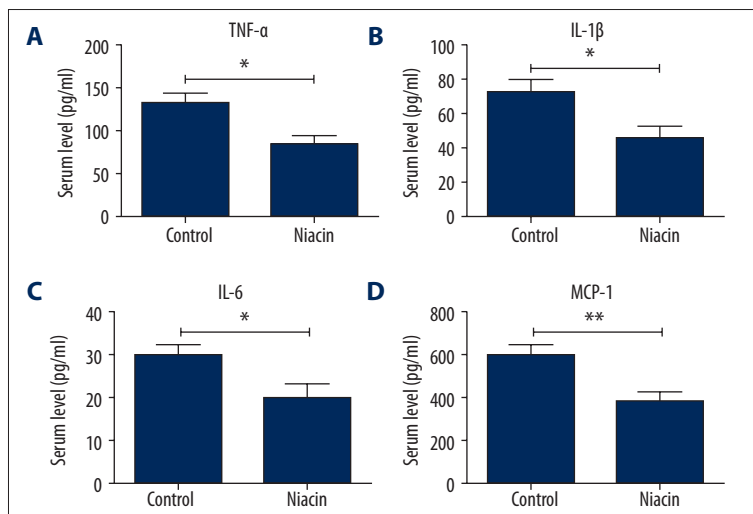 A
TNF-α
Serum level (pg/ml)
200
150
100
50
0
*
Control
Niacin
B
IL-1β
Serum level (pg/ml)
100
80
60
40
20
0
*
Control
Niacin
C
IL-6
Serum level (pg/ml)
40
30
20
10
0
*
Control
Niacin
D
MCP-1
Serum level (pg/ml)
800
600
400
200
0
**
Control
Niacin